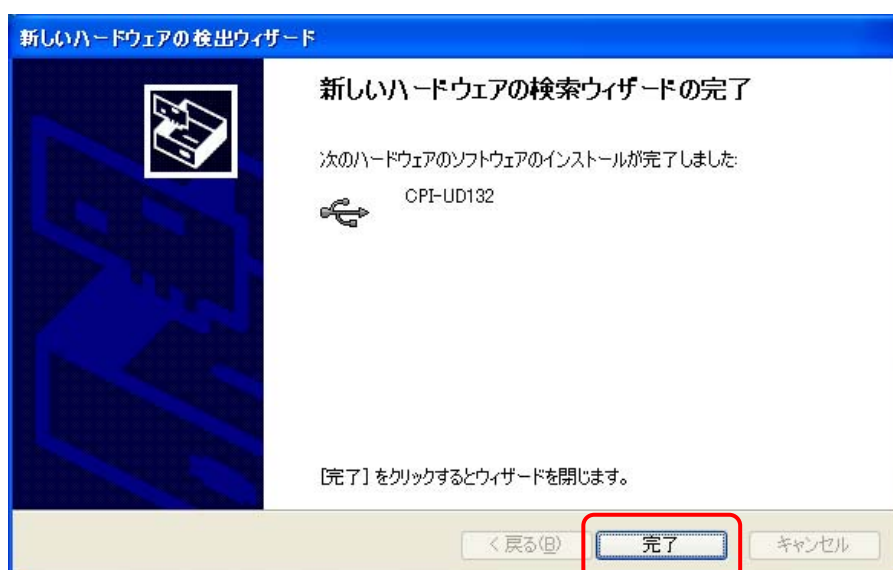 新しいハードウェアの検出ウィザード
新しいハードウェアの検索ウィザードの完了
次のハードウェアのソフトウェアのインストールが完了しました:
CPI-UD132
[完了] をクリックするとウィザードを閉じます。
< 戻る(B) 完了 キャンセル